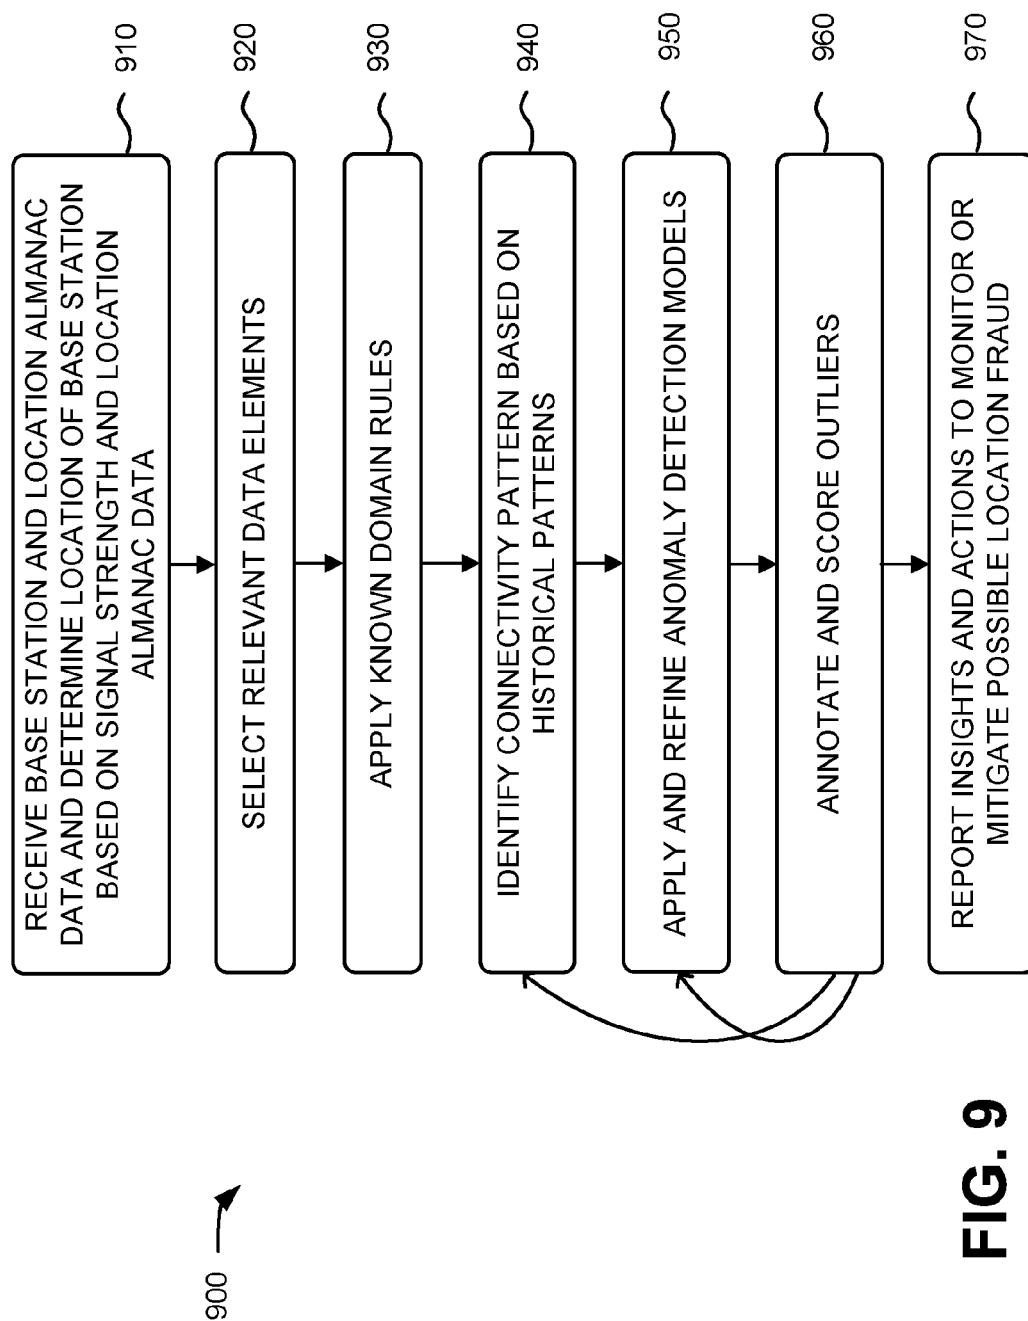 900
RECEIVE BASE STATION AND LOCATION ALMANAC
DATA AND DETERMINE LOCATION OF BASE STATION
BASED ON SIGNAL STRENGTH AND LOCATION
ALMANAC DATA
910
SELECT RELEVANT DATA ELEMENTS
920
APPLY KNOWN DOMAIN RULES
930
IDENTIFY CONNECTIVITY PATTERN BASED ON
HISTORICAL PATTERNS
940
APPLY AND REFINE ANOMALY DETECTION MODELS
950
ANNOTATE AND SCORE OUTLIERS
960
REPORT INSIGHTS AND ACTIONS TO MONITOR OR
MITIGATE POSSIBLE LOCATION FRAUD
970
FIG. 9